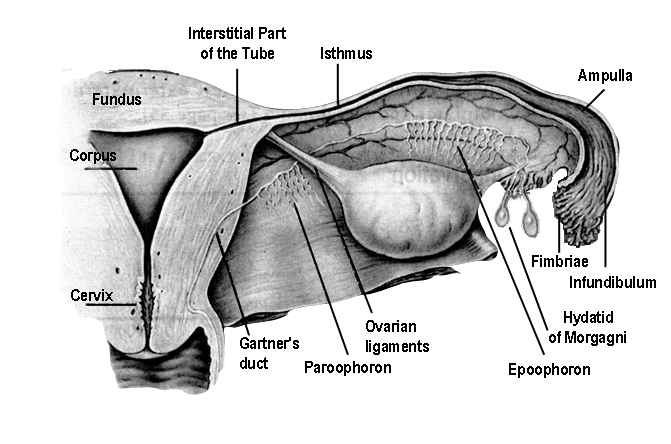 Interstitial Part
of the Tube
Isthmus
Ampulla
Fundus
Corpus
Cervix
Fimbriae
Infundibulum
Hydatid
of Morgagni
Ovarian
ligaments
Gartner's
duct
Paroophoron
Epoophoron